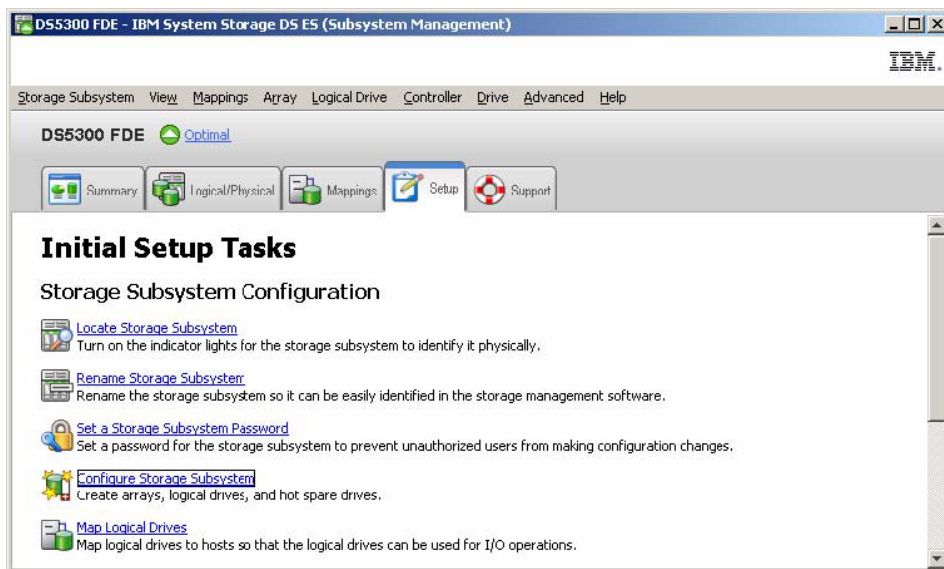 DS5300 FDE - IBM System Storage DS ES (Subsystem Management)
IBM.
Storage Subsystem View Mappings Array Logical Drive Controller Drive Advanced Help
DS5300 FDE Optimal
Summary Logical/Physical Mappings Setup Support
Initial Setup Tasks
Storage Subsystem Configuration
Locate Storage Subsystem
Turn on the indicator lights for the storage subsystem to identify it physically.
Rename Storage Subsystem
Rename the storage subsystem so it can be easily identified in the storage management software.
Set a Storage Subsystem Password
Set a password for the storage subsystem to prevent unauthorized users from making configuration changes.
Configure Storage Subsystem
Create arrays, logical drives, and hot spare drives.
Map Logical Drives
Map logical drives to hosts so that the logical drives can be used for I/O operations.